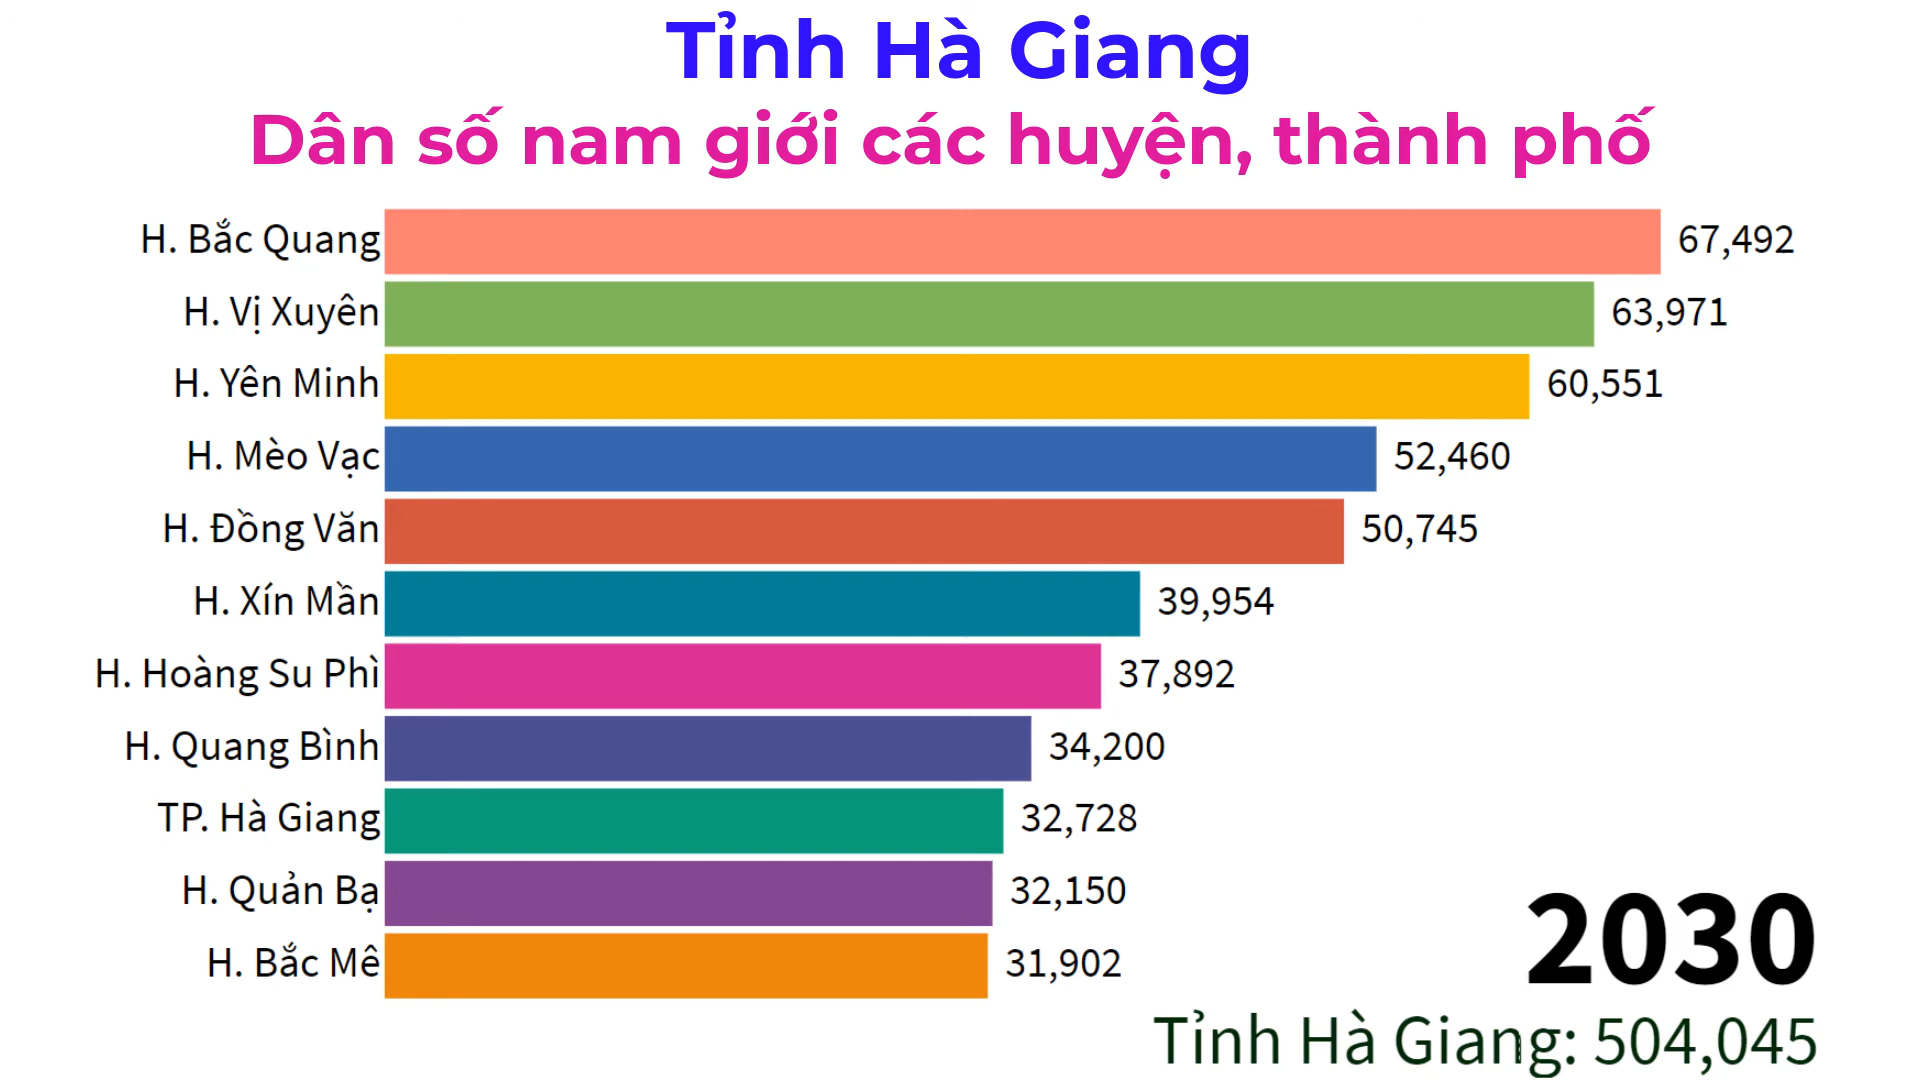 Tỉnh Hà Giang
Dân số nam giới các huyện, thành phố
H. Bắc Quang 67,492
H. Vị Xuyên 63,971
H. Yên Minh 60,551
H. Mèo Vạc 52,460
H. Đồng Văn 50,745
H. Xín Mần 39,954
H. Hoàng Su Phì 37,892
H. Quang Bình 34,200
TP. Hà Giang 32,728
H. Quản Bạ 32,150
H. Bắc Mê 31,902
2030
Tỉnh Hà Giang: 504,045